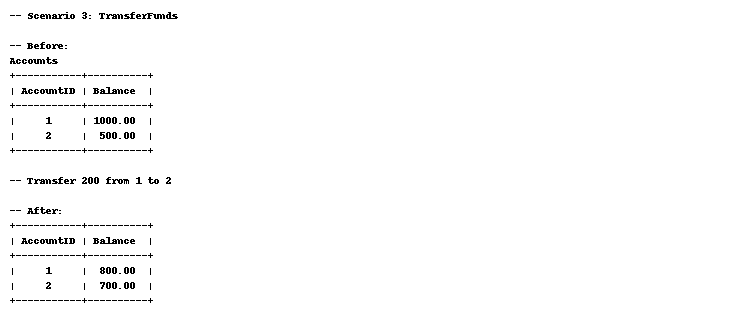 -- Scenario 3: TransferFunds
-- Before:
Accounts
+-----------+----------+
| AccountID | Balance  |
+-----------+----------+
|     1     | 1000.00  |
|     2     |  500.00  |
+-----------+----------+
-- Transfer 200 from 1 to 2
-- After:
+-----------+----------+
| AccountID | Balance  |
+-----------+----------+
|     1     |  800.00  |
|     2     |  700.00  |
+-----------+----------+